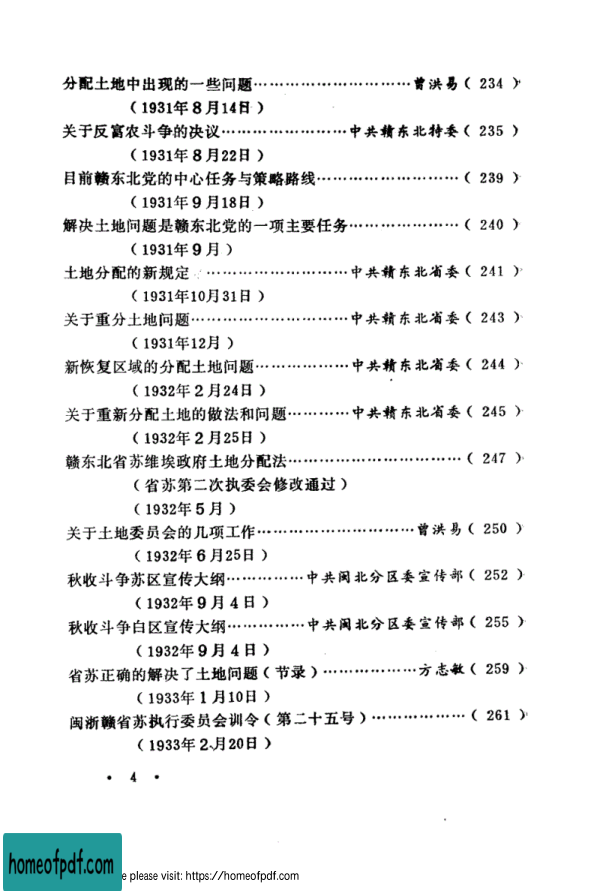 分配土地中出现的一些问题…………………………曾洪易（ 234 ）
（1931年8月14日）
关于反富农斗争的决议……………………中共赣东北特委（ 235 ）
（1931年8月22日）
目前赣东北党的中心任务与策略路线………………………（ 239 ）
（1931年9月18日）
解决土地问题是赣东北党的一项主要任务…………………（ 240 ）
（1931年9月）
土地分配的新规定………………………中共赣东北省委（ 241 ）
（1931年10月31日）
关于重分土地问题…………………………中共赣东北省委（ 243 ）
（1931年12月）
新恢复区域的分配土地问题………………中共赣东北省委（ 244 ）
（1932年2月24日）
关于重新分配土地的做法和问题…………中共赣东北省委（ 245 ）
（1932年2月25日）
赣东北省苏维埃政府土地分配法……………………………（ 247 ）
（省苏第二次执委会修改通过）
（1932年5月）
关于土地委员会的几项工作…………………………曾洪易（ 250 ）
（1932年6月25日）
秋收斗争苏区宣传大纲……………中共闽北分区委宣传部（ 252 ）
（1932年9月4日）
秋收斗争白区宣传大纲……………中共闽北分区委宣传部（ 255 ）
（1932年9月4日）
省苏正确的解决了土地问题（节录）………………方志敏（ 259 ）
（1933年1月10日）
闽浙赣省苏执行委员会训令（第二十五号）………………（ 261 ）
（1933年2月20日）
• 4 •
homeofpdf.com
e please visit: https://homeofpdf.com